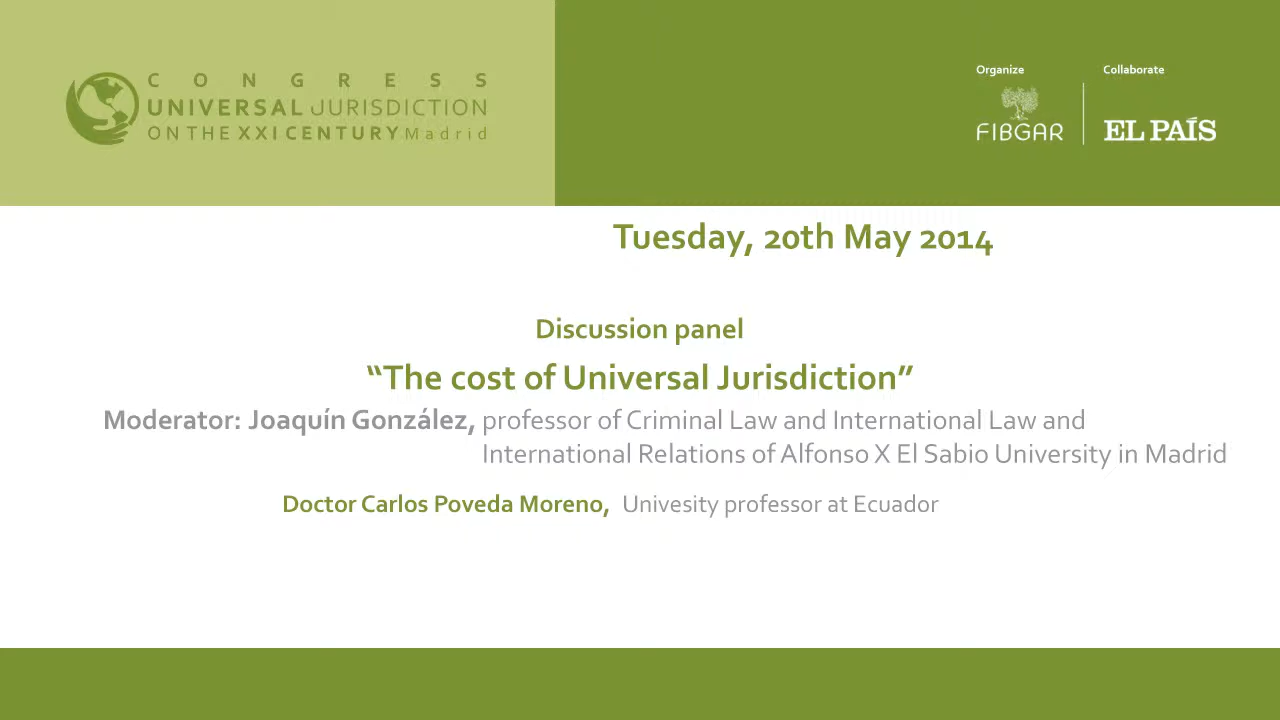 CONGRESS
UNIVERSAL JURISDICTION
ON THE XXI CENTURY Madrid
Organize
Collaborate
FIBGAR
EL PAÍS
Tuesday, 20th May 2014
Discussion panel
“The cost of Universal Jurisdiction”
Moderator: Joaquín González, professor of Criminal Law and International Law and
International Relations of Alfonso X El Sabio University in Madrid
Doctor Carlos Poveda Moreno, Univesity professor at Ecuador